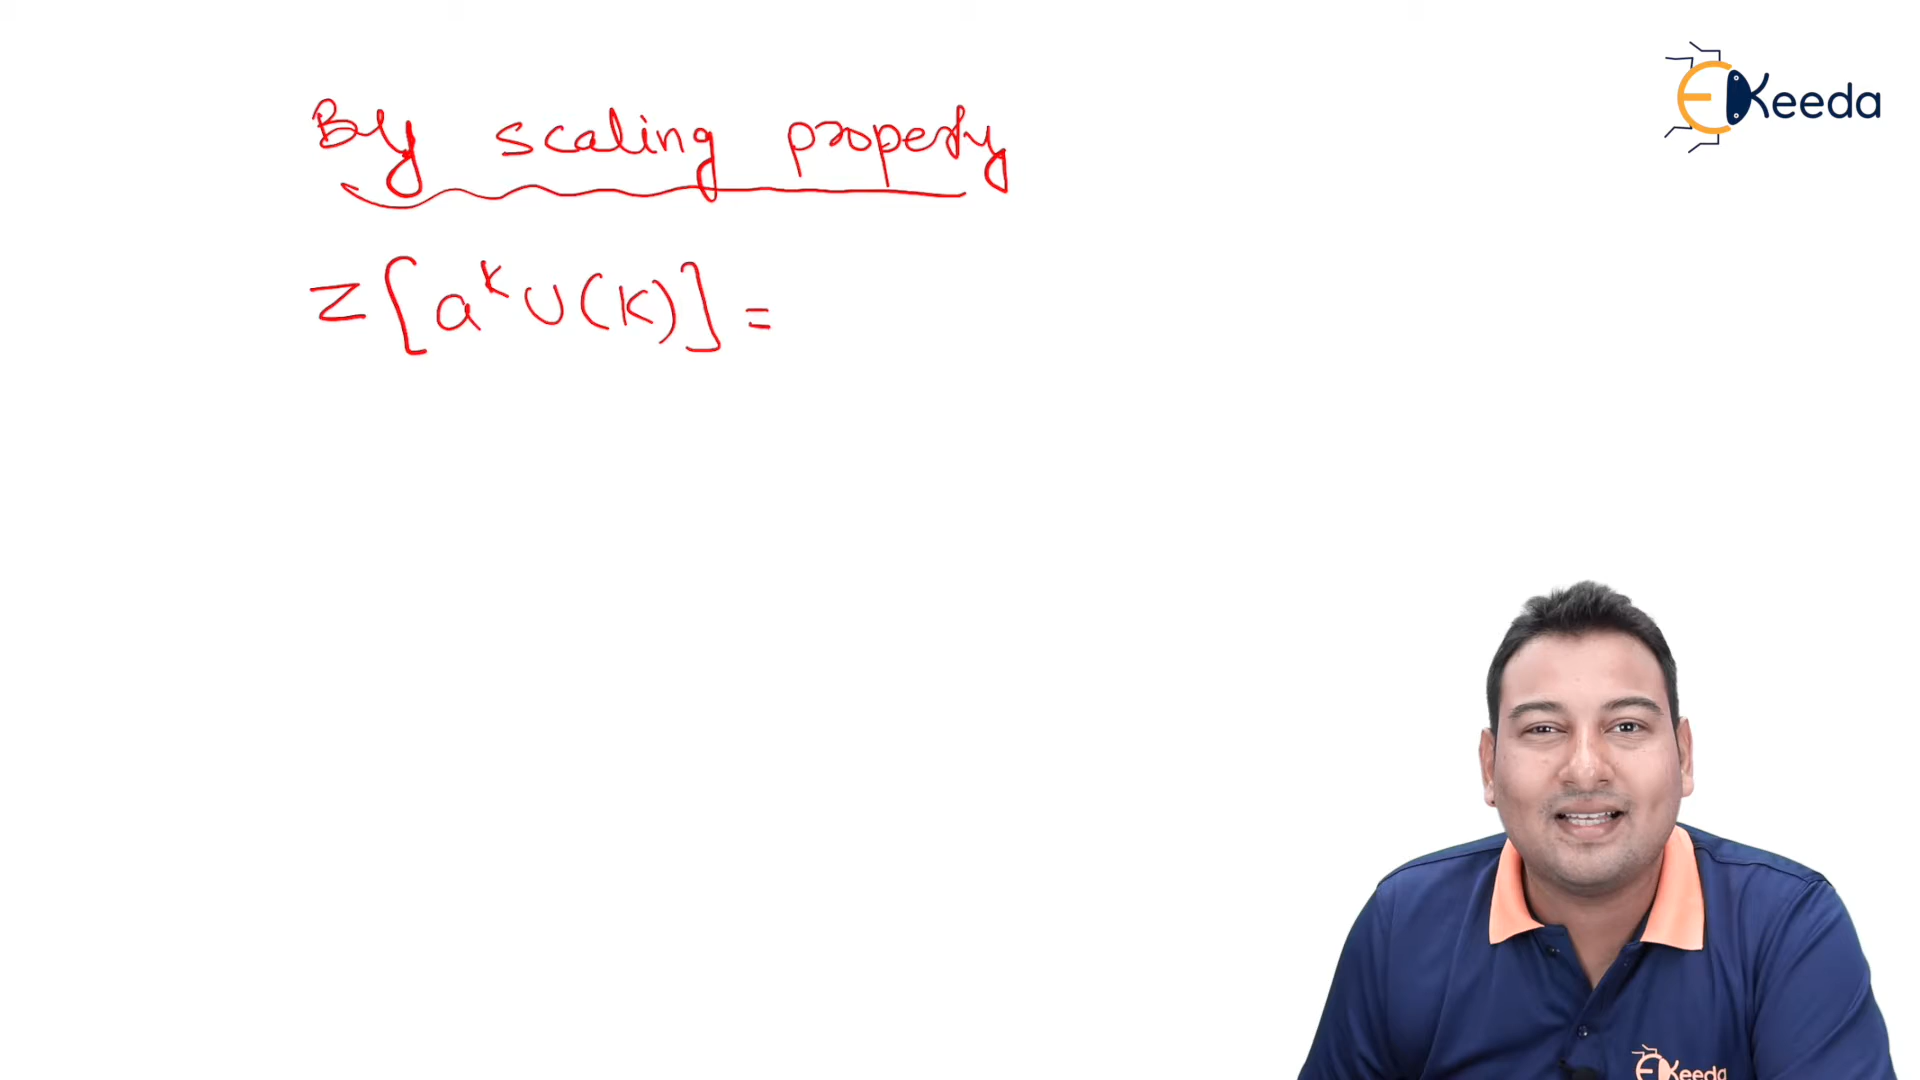 EKeeda
By scaling property
Z[a^k U(K)] =
EKeeda